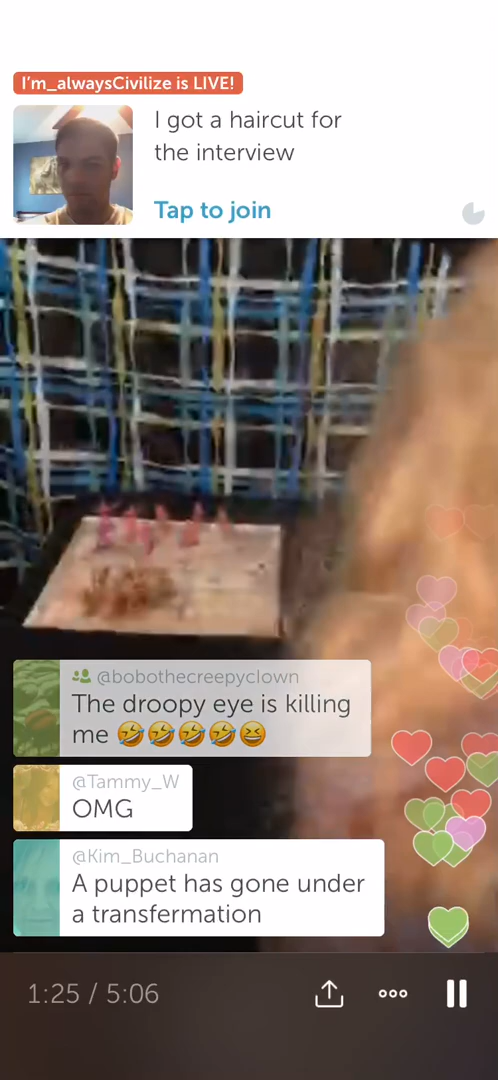 I'm_alwaysCivilize is LIVE!
I got a haircut for
the interview
Tap to join
@bobothecreepyclown
The droopy eye is killing
me 🤣🤣🤣🤣😆
@Tammy_W
OMG
@Kim_Buchanan
A puppet has gone under
a transfermation
1:25 / 5:06